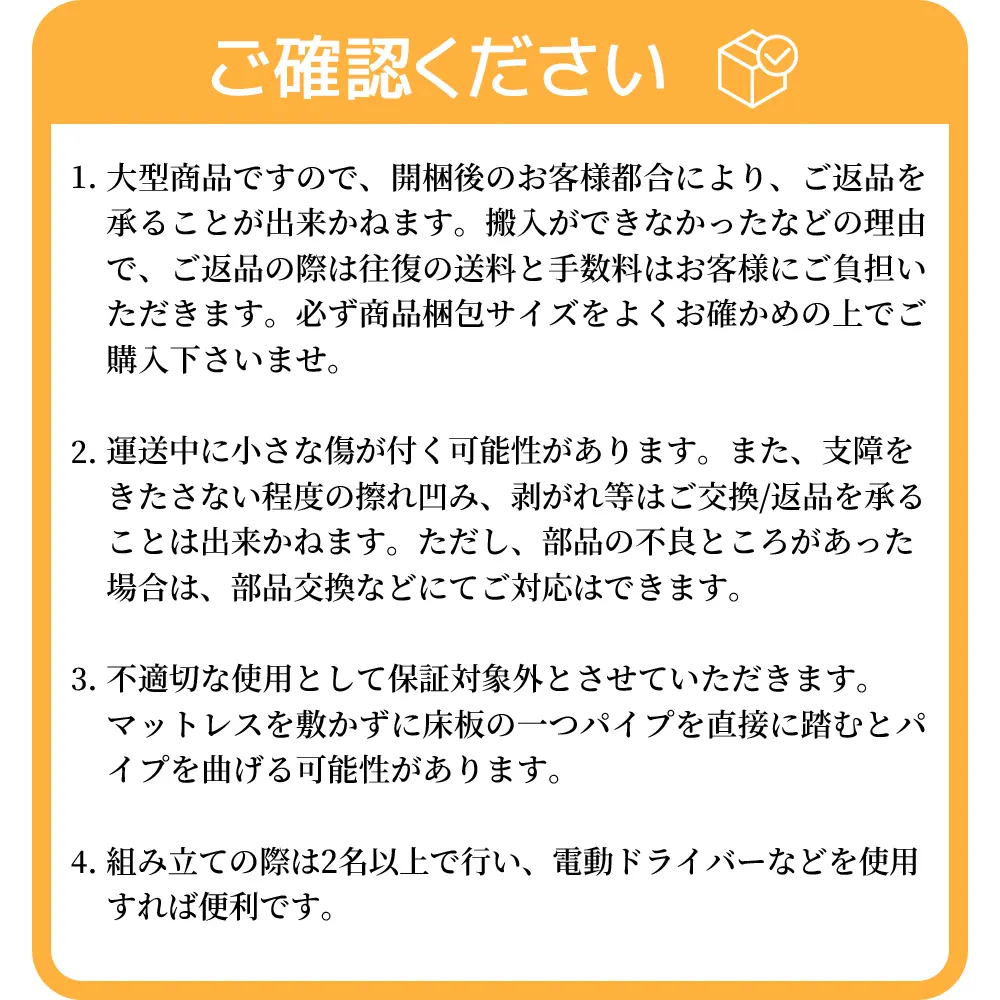 ご確認ください
1. 大型商品ですので、開梱後のお客様都合により、ご返品を
承ることが出来かねます。搬入ができなかったなどの理由
で、ご返品の際は往復の送料と手数料はお客様にご負担い
ただきます。必ず商品梱包サイズをよくお確かめの上でご
購入下さいませ。
2. 運送中に小さな傷が付く可能性があります。また、支障を
きたさない程度の擦れ凹み、剥がれ等はご交換/返品を承る
ことは出来かねます。ただし、部品の不良ところがあった
場合は、部品交換などにてご対応はできます。
3. 不適切な使用として保証対象外とさせていただきます。
マットレスを敷かずに床板の一つパイプを直接に踏むとパ
イプを曲げる可能性があります。
4. 組み立ての際は2名以上で行い、電動ドライバーなどを使用
すれば便利です。